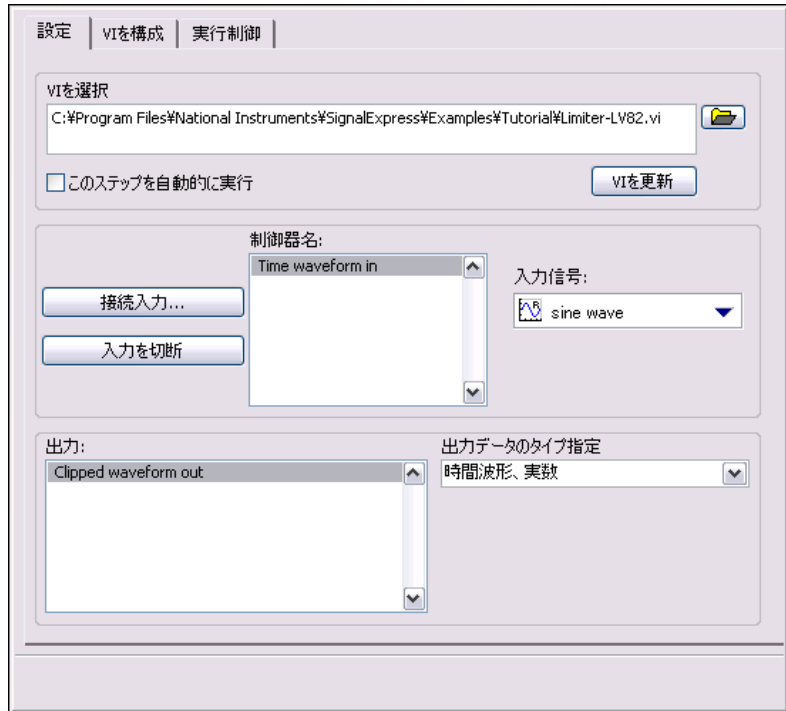 設定
VIを構成
実行制御
VIを選択
C:¥Program Files¥National Instruments¥SignalExpress¥Examples¥Tutorial¥Limiter-LV82.vi
このステップを自動的に実行
VIを更新
制御器名:
Time waveform in
接続入力...
入力を切断
入力信号:
sine wave
出力:
Clipped waveform out
出力データのタイプ指定
時間波形、実数